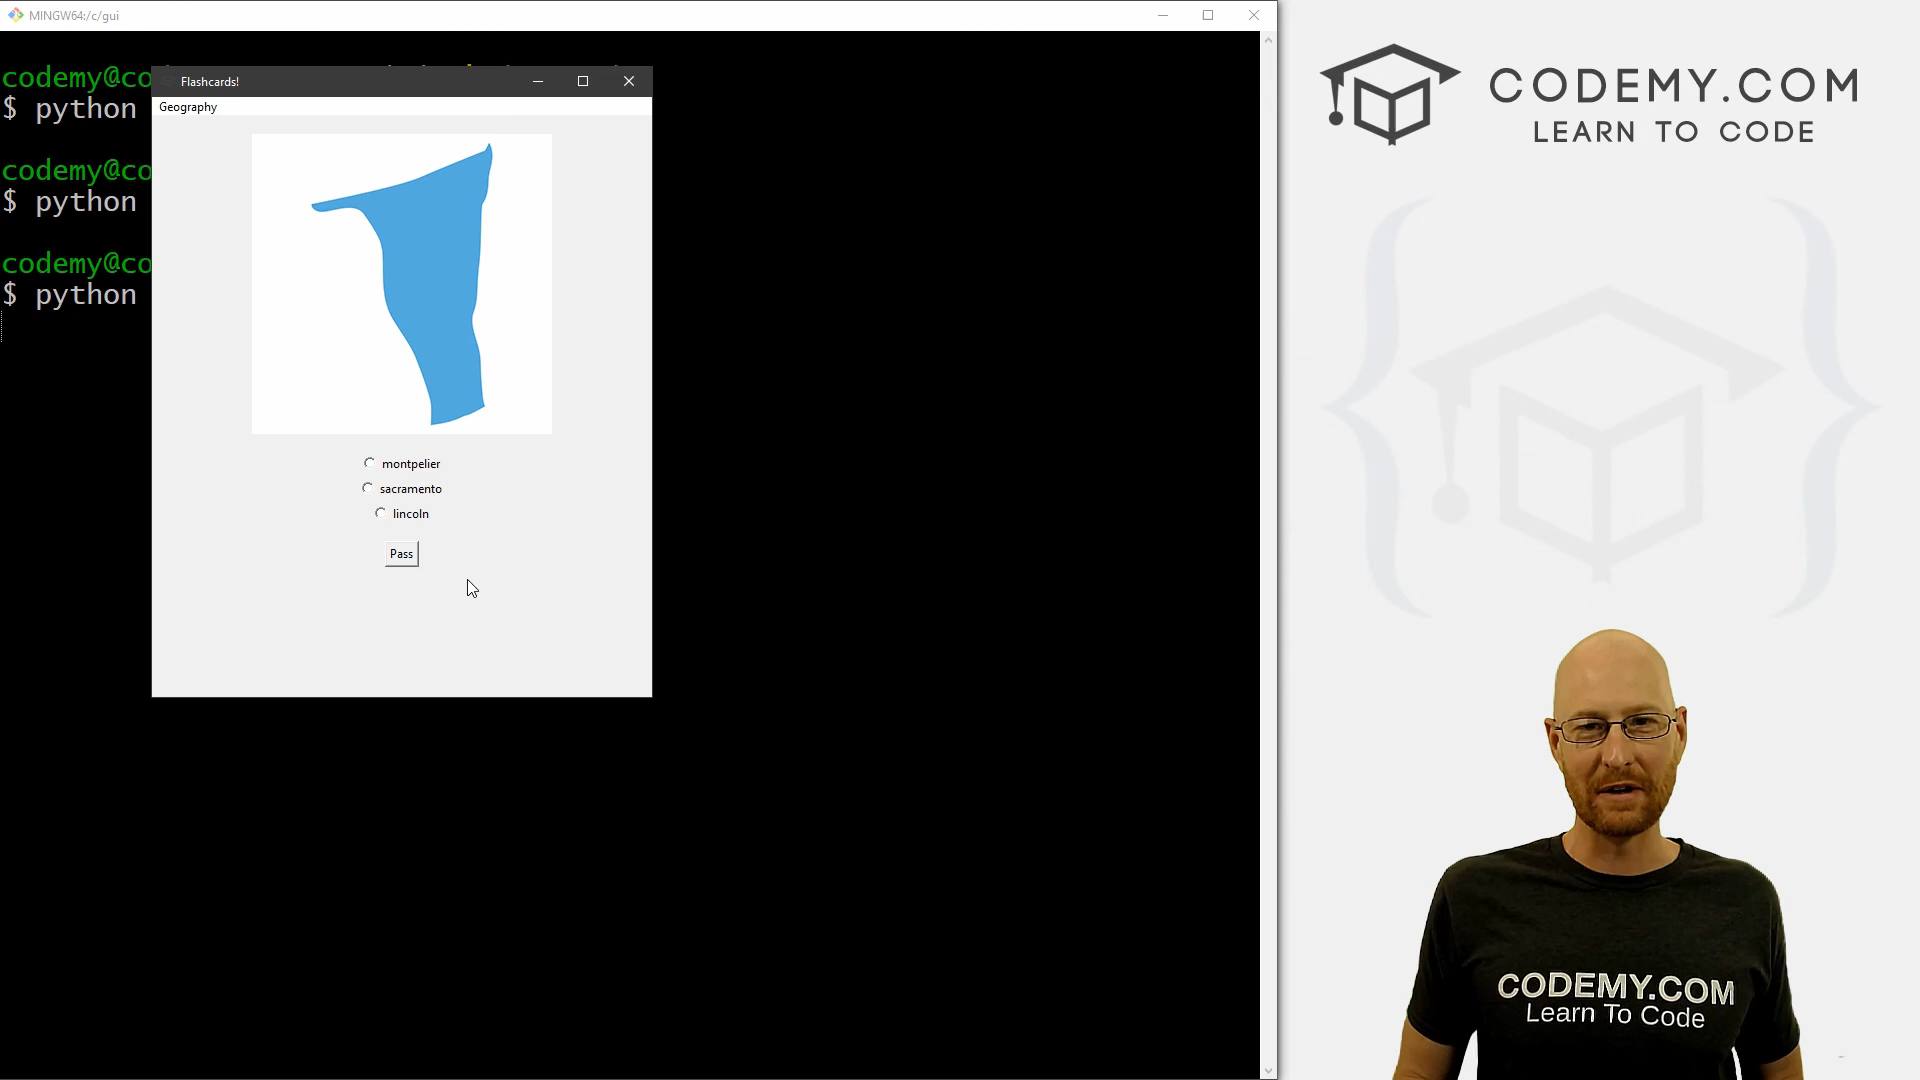 MINGW64:/c/gui
codemy@co
$ python
codemy@co
$ python
codemy@co
$ python
Flashcards!
Geography
montpelier
sacramento
lincoln
Pass
CODEMY.COM
LEARN TO CODE
CODEMY.COM
Learn To Code